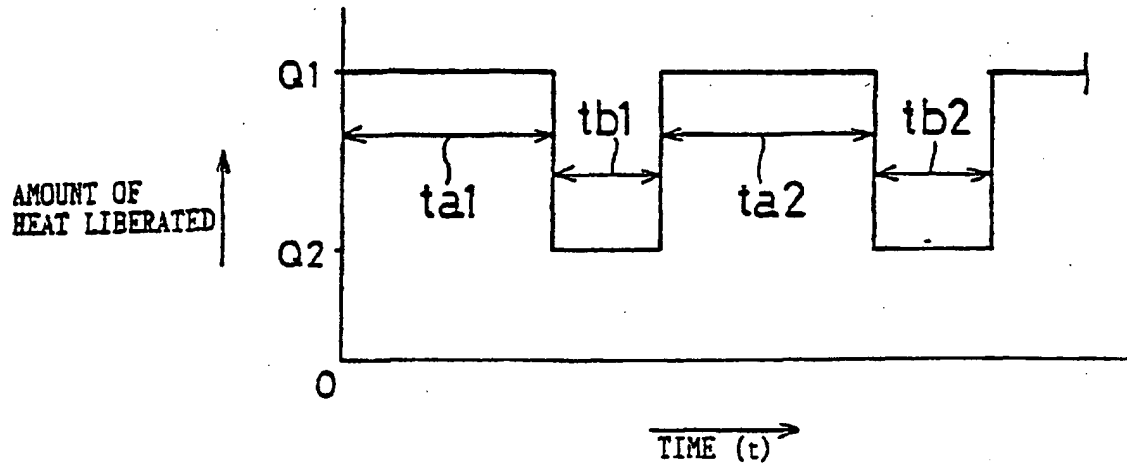 Q1
tb1
tb2
ta1
ta2
AMOUNT OF
HEAT LIBERATED
Q2
0
TIME (t)